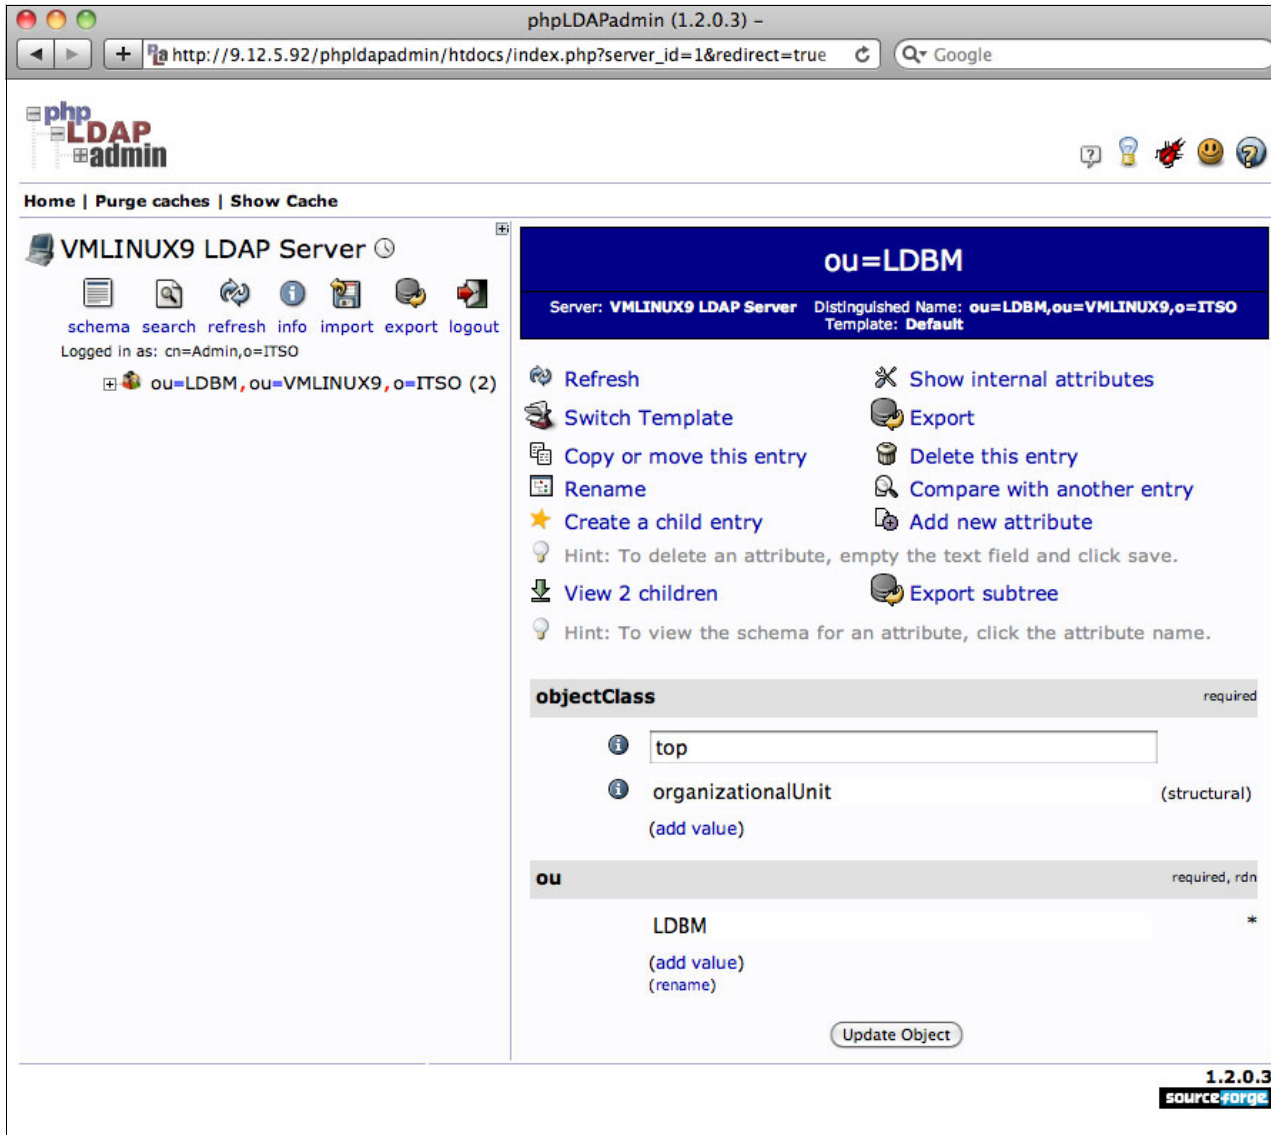 phpLDAPadmin (1.2.0.3) –
http://9.12.5.92/phpldapadmin/htdocs/index.php?server_id=1&redirect=true
Google
php
LDAP
admin
Home | Purge caches | Show Cache
VMLINUX9 LDAP Server
schema search refresh info import export logout
Logged in as: cn=Admin,o=ITSO
ou=LDBM,ou=VMLINUX9,o=ITSO (2)
ou=LDBM
Server: VMLINUX9 LDAP Server Distinguished Name: ou=LDBM,ou=VMLINUX9,o=ITSO
Template: Default
Refresh Show internal attributes
Switch Template Export
Copy or move this entry Delete this entry
Rename Compare with another entry
Create a child entry Add new attribute
Hint: To delete an attribute, empty the text field and click save.
View 2 children Export subtree
Hint: To view the schema for an attribute, click the attribute name.
objectClass required
top
organizationalUnit (structural)
(add value)
ou required, rdn
LDBM *
(add value)
(rename)
Update Object
1.2.0.3
sourceforge